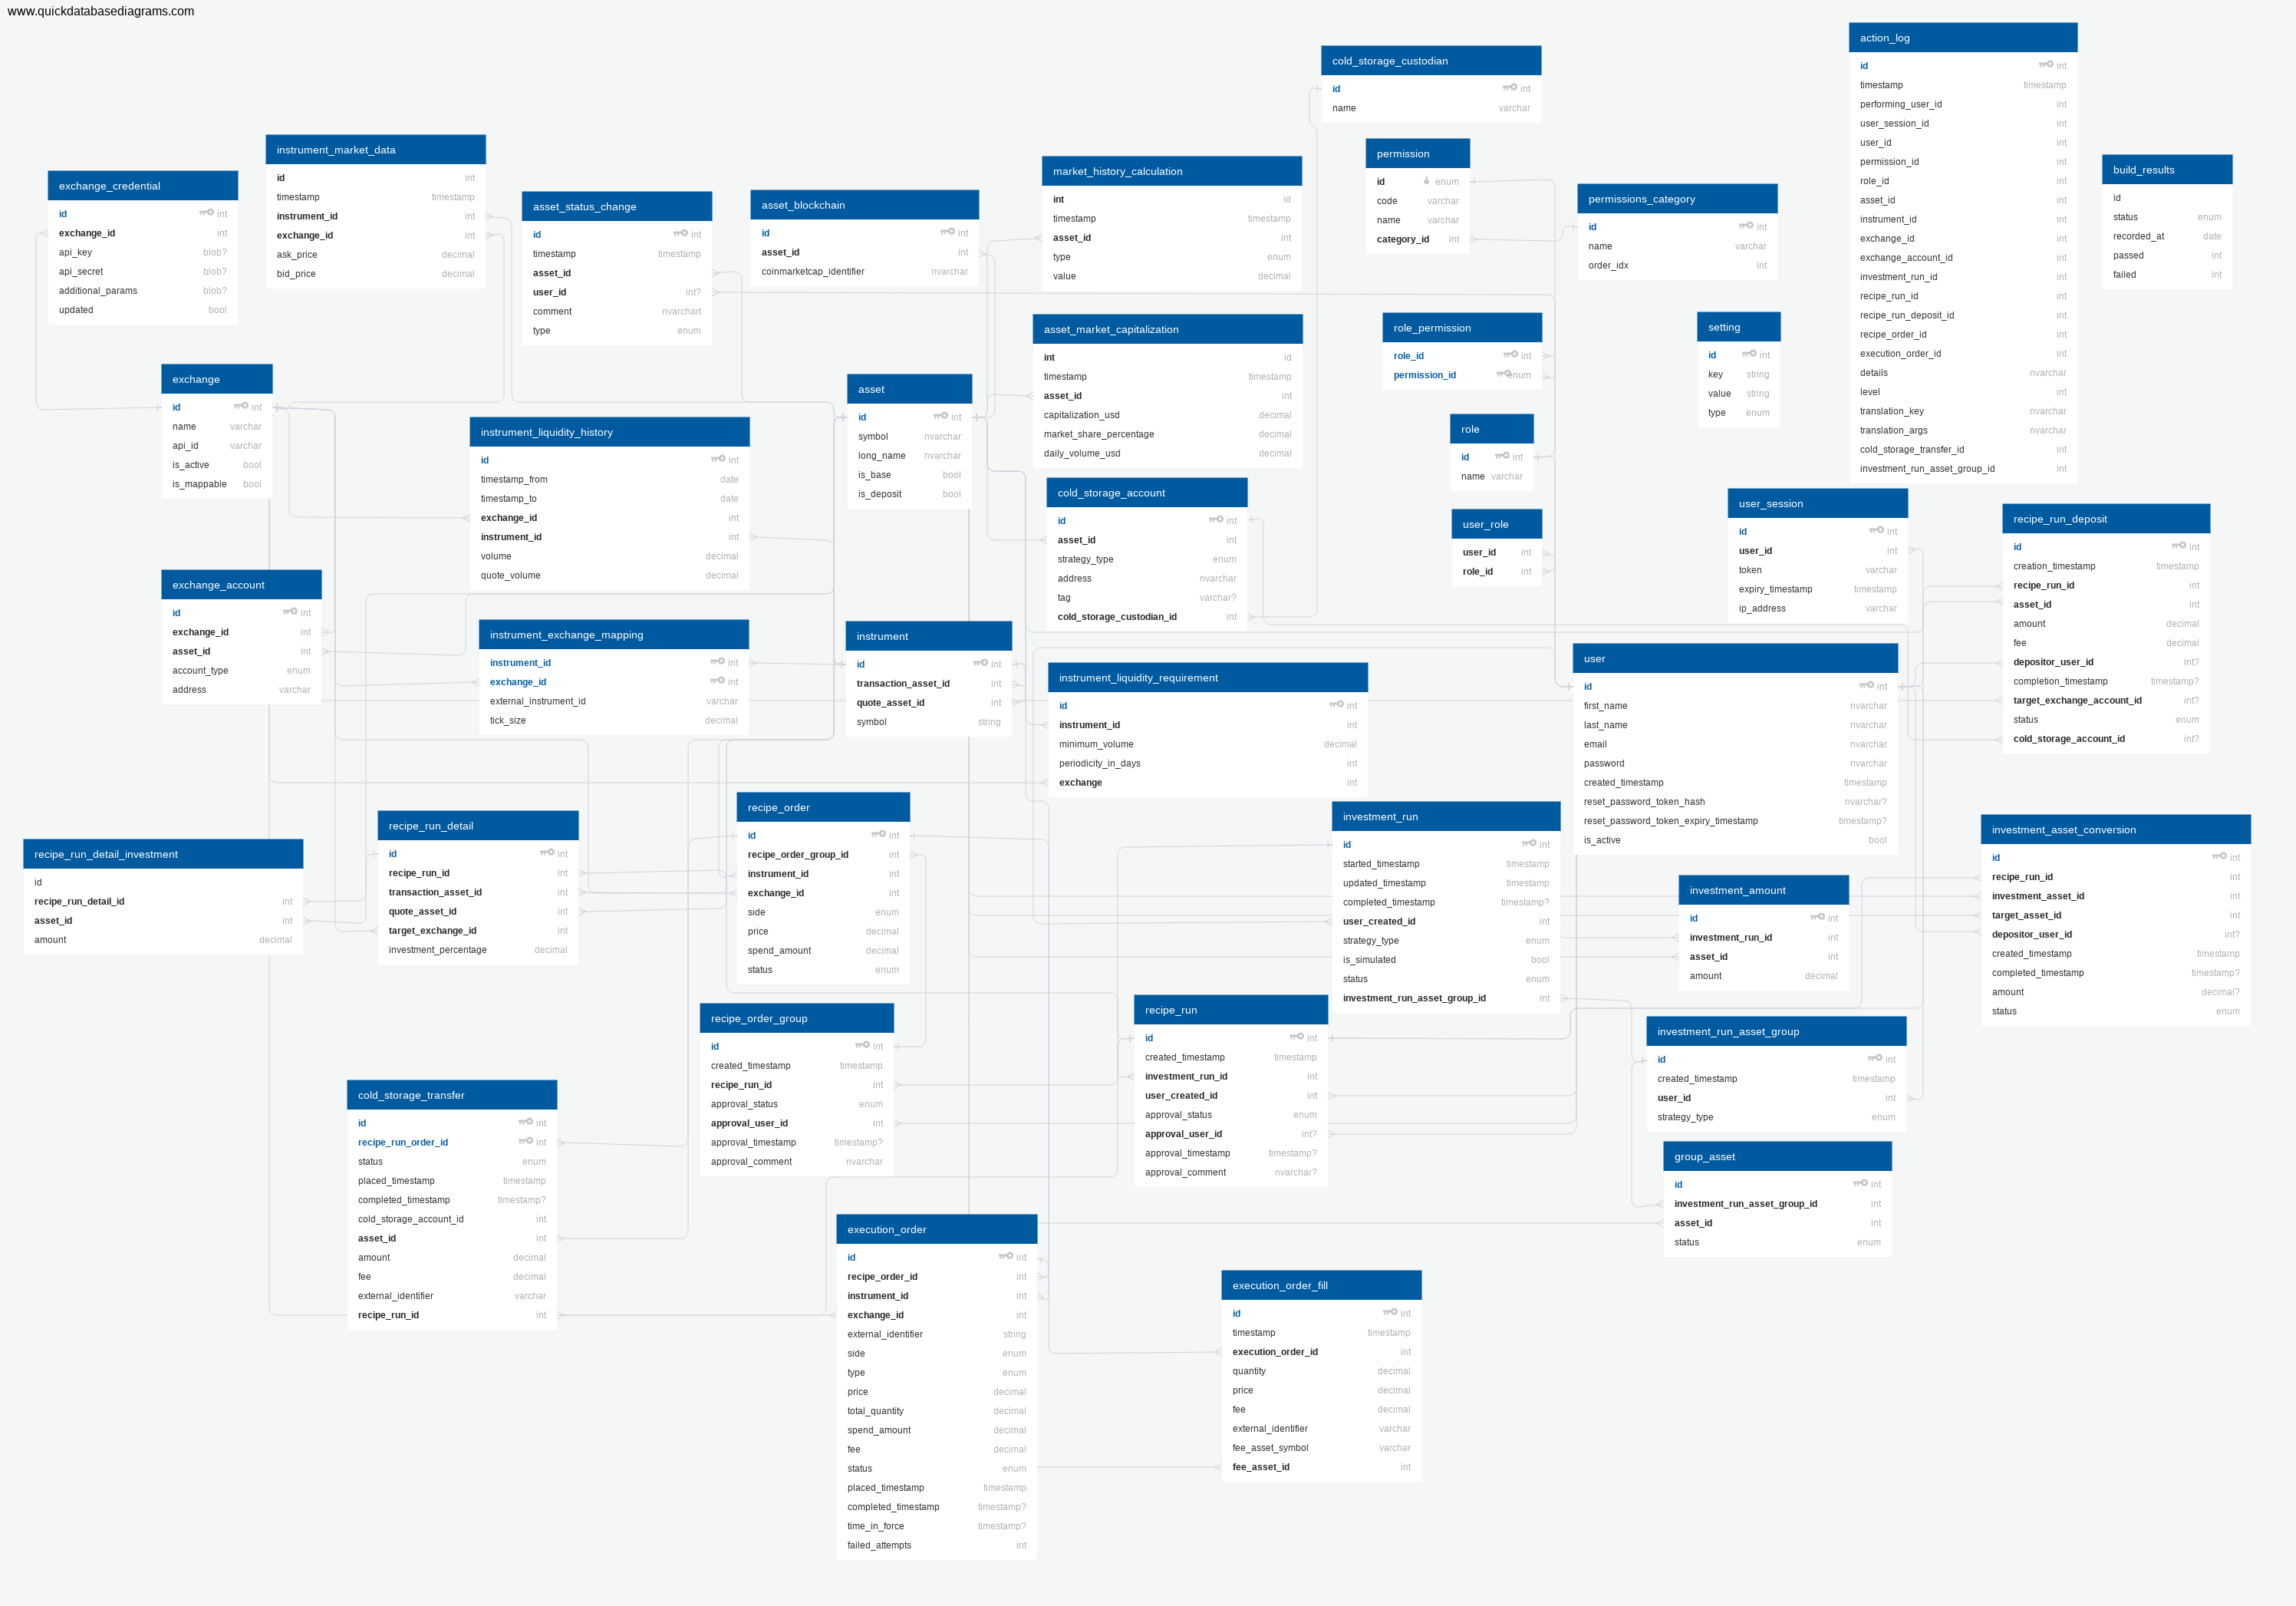 www.quickdatabasediagrams.com
action_log
id int
timestamp timestamp
performing_user_id int
user_session_id int
user_id int
permission_id int
role_id int
asset_id int
instrument_id int
exchange_id int
exchange_account_id int
investment_run_id int
recipe_run_id int
recipe_run_deposit_id int
recipe_order_id int
execution_order_id int
details nvarchar
level int
translation_key nvarchar
translation_args nvarchar
cold_storage_transfer_id int
investment_run_asset_group_id int
cold_storage_custodian
id int
name varchar
instrument_market_data
id int
timestamp timestamp
instrument_id int
exchange_id int
ask_price decimal
bid_price decimal
permission
id enum
code varchar
name varchar
category_id int
build_results
id
status enum
recorded_at date
passed int
failed int
market_history_calculation
int id
timestamp timestamp
asset_id int
type enum
value decimal
exchange_credential
id int
exchange_id int
api_key blob?
api_secret blob?
additional_params blob?
updated bool
permissions_category
id int
name varchar
order_idx int
asset_status_change
id int
timestamp timestamp
asset_id int
user_id int?
comment nvarchart
type enum
asset_blockchain
id int
asset_id int
coinmarketcap_identifier nvarchar
setting
id int
key string
value string
type enum
role_permission
role_id int
permission_id enum
asset_market_capitalization
int id
timestamp timestamp
asset_id int
capitalization_usd decimal
market_share_percentage decimal
daily_volume_usd decimal
exchange
id int
name varchar
api_id varchar
is_active bool
is_mappable bool
asset
id int
symbol nvarchar
long_name nvarchar
is_base bool
is_deposit bool
role
id int
name varchar
instrument_liquidity_history
id int
timestamp_from date
timestamp_to date
exchange_id int
instrument_id int
volume decimal
quote_volume decimal
cold_storage_account
id int
asset_id int
strategy_type enum
address nvarchar
tag varchar?
cold_storage_custodian_id int
user_session
id int
user_id int
token varchar
expiry_timestamp timestamp
ip_address varchar
recipe_run_deposit
id int
creation_timestamp timestamp
recipe_run_id int
asset_id int
amount decimal
fee decimal
depositor_user_id int?
completion_timestamp timestamp?
target_exchange_account_id int?
status enum
cold_storage_account_id int?
user_role
user_id int
role_id int
exchange_account
id int
exchange_id int
asset_id int
account_type enum
address varchar
instrument_exchange_mapping
instrument_id int
exchange_id int
external_instrument_id varchar
tick_size decimal
instrument
id int
transaction_asset_id int
quote_asset_id int
symbol string
user
id int
first_name nvarchar
last_name nvarchar
email nvarchar
password nvarchar
created_timestamp timestamp
reset_password_token_hash nvarchar?
reset_password_token_expiry_timestamp timestamp?
is_active bool
instrument_liquidity_requirement
id int
instrument_id int
minimum_volume decimal
periodicity_in_days int
exchange int
recipe_order
id int
recipe_order_group_id int
instrument_id int
exchange_id int
side enum
price decimal
spend_amount decimal
status enum
investment_run
id int
started_timestamp timestamp
updated_timestamp timestamp
completed_timestamp timestamp?
user_created_id int
strategy_type enum
is_simulated bool
status enum
investment_run_asset_group_id int
recipe_run_detail
id int
recipe_run_id int
transaction_asset_id int
quote_asset_id int
target_exchange_id int
investment_percentage decimal
investment_asset_conversion
id int
recipe_run_id int
investment_asset_id int
target_asset_id int
depositor_user_id int?
created_timestamp timestamp
completed_timestamp timestamp?
amount decimal?
status enum
recipe_run_detail_investment
id
recipe_run_detail_id int
asset_id int
amount decimal
investment_amount
id int
investment_run_id int
asset_id int
amount decimal
recipe_run
id int
created_timestamp timestamp
investment_run_id int
user_created_id int
approval_status enum
approval_user_id int?
approval_timestamp timestamp?
approval_comment nvarchar?
recipe_order_group
id int
created_timestamp timestamp
recipe_run_id int
approval_status enum
approval_user_id int
approval_timestamp timestamp?
approval_comment nvarchar
investment_run_asset_group
id int
created_timestamp timestamp
user_id int
strategy_type enum
cold_storage_transfer
id int
recipe_run_order_id int
status enum
placed_timestamp timestamp
completed_timestamp timestamp?
cold_storage_account_id int
asset_id int
amount decimal
fee decimal
external_identifier varchar
recipe_run_id int
group_asset
id int
investment_run_asset_group_id int
asset_id int
status enum
execution_order
id int
recipe_order_id int
instrument_id int
exchange_id int
external_identifier string
side enum
type enum
price decimal
total_quantity decimal
spend_amount decimal
fee decimal
status enum
placed_timestamp timestamp
completed_timestamp timestamp?
time_in_force timestamp?
failed_attempts int
execution_order_fill
id int
timestamp timestamp
execution_order_id int
quantity decimal
price decimal
fee decimal
external_identifier varchar
fee_asset_symbol varchar
fee_asset_id int